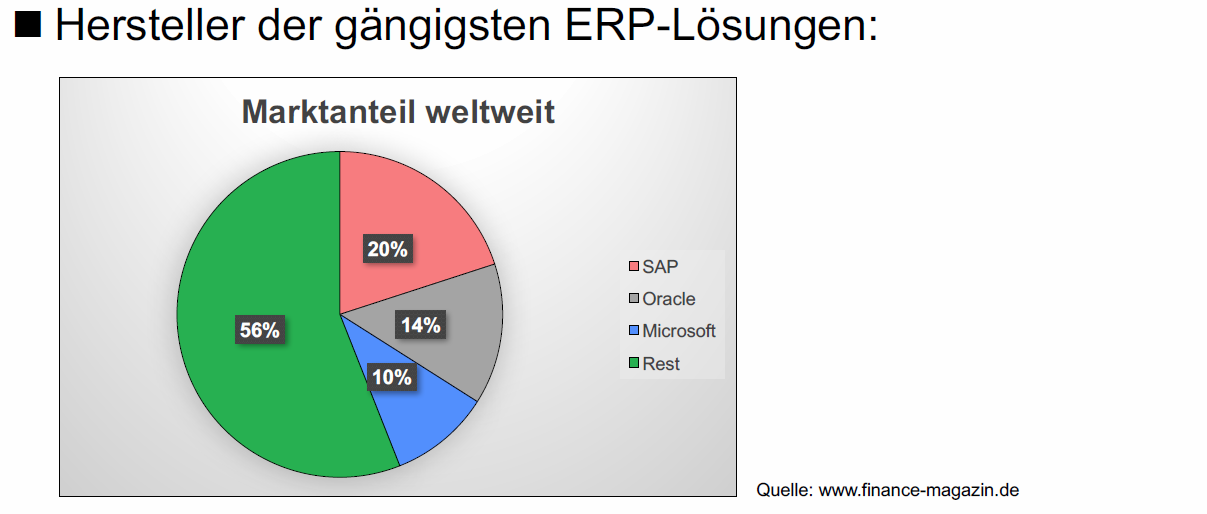 ■ Hersteller der gängigsten ERP-Lösungen:
Marktanteil weltweit
20%
14%
10%
56%
SAP
Oracle
Microsoft
Rest
Quelle: www.finance-magazin.de